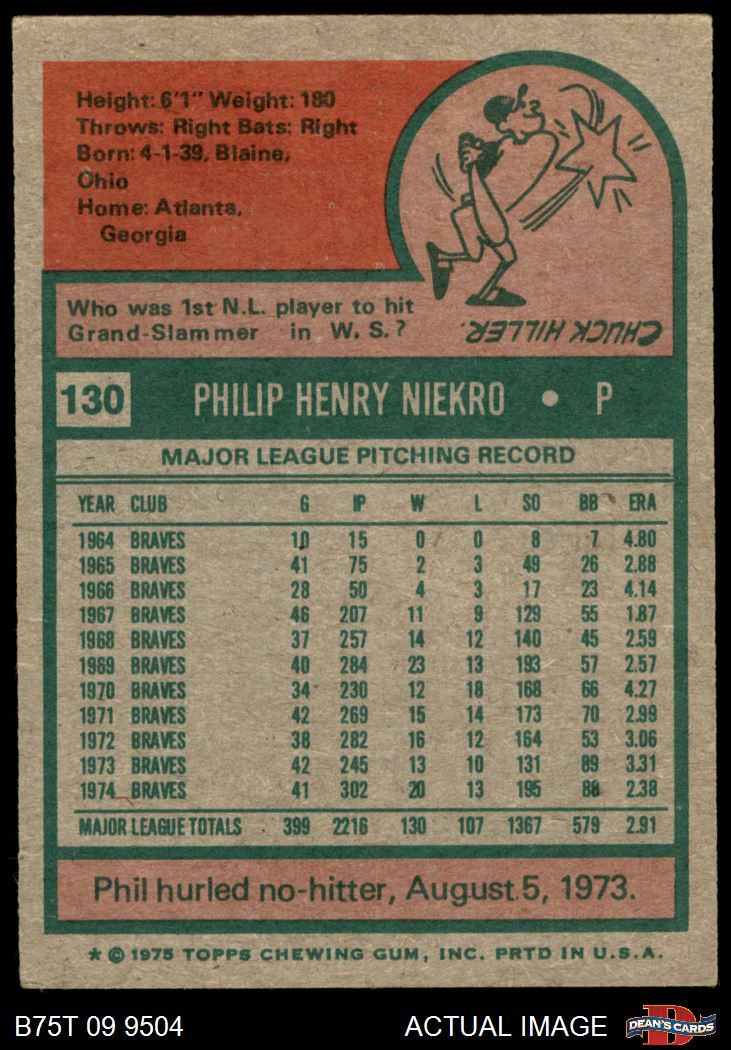 Height: 6'1" Weight: 180
Throws: Right Bats: Right
Born: 4-1-39, Blaine,
Ohio
Home: Atlanta,
Georgia
Who was 1st N.L. player to hit
Grand-Slammer in W. S.?
CHUCK HILLER.
130 PHILIP HENRY NIEKRO • P
MAJOR LEAGUE PITCHING RECORD
YEAR CLUB G IP W L SO BB ERA
1964 BRAVES 10 15 0 0 8 7 4.80
1965 BRAVES 41 75 2 3 49 26 2.88
1966 BRAVES 28 50 4 3 17 23 4.14
1967 BRAVES 46 207 11 9 129 55 1.87
1968 BRAVES 37 257 14 12 140 45 2.59
1969 BRAVES 40 284 23 13 193 57 2.57
1970 BRAVES 34 230 12 18 168 66 4.27
1971 BRAVES 42 269 15 14 173 70 2.99
1972 BRAVES 38 282 16 12 164 53 3.06
1973 BRAVES 42 245 13 10 131 89 3.31
1974 BRAVES 41 302 20 13 195 88 2.38
MAJOR LEAGUE TOTALS 399 2216 130 107 1367 579 2.91
Phil hurled no-hitter, August 5, 1973.
* © 1975 TOPPS CHEWING GUM, INC. PRTD IN U.S.A.
B75T 09 9504 ACTUAL IMAGE
DEAN'S CARDS